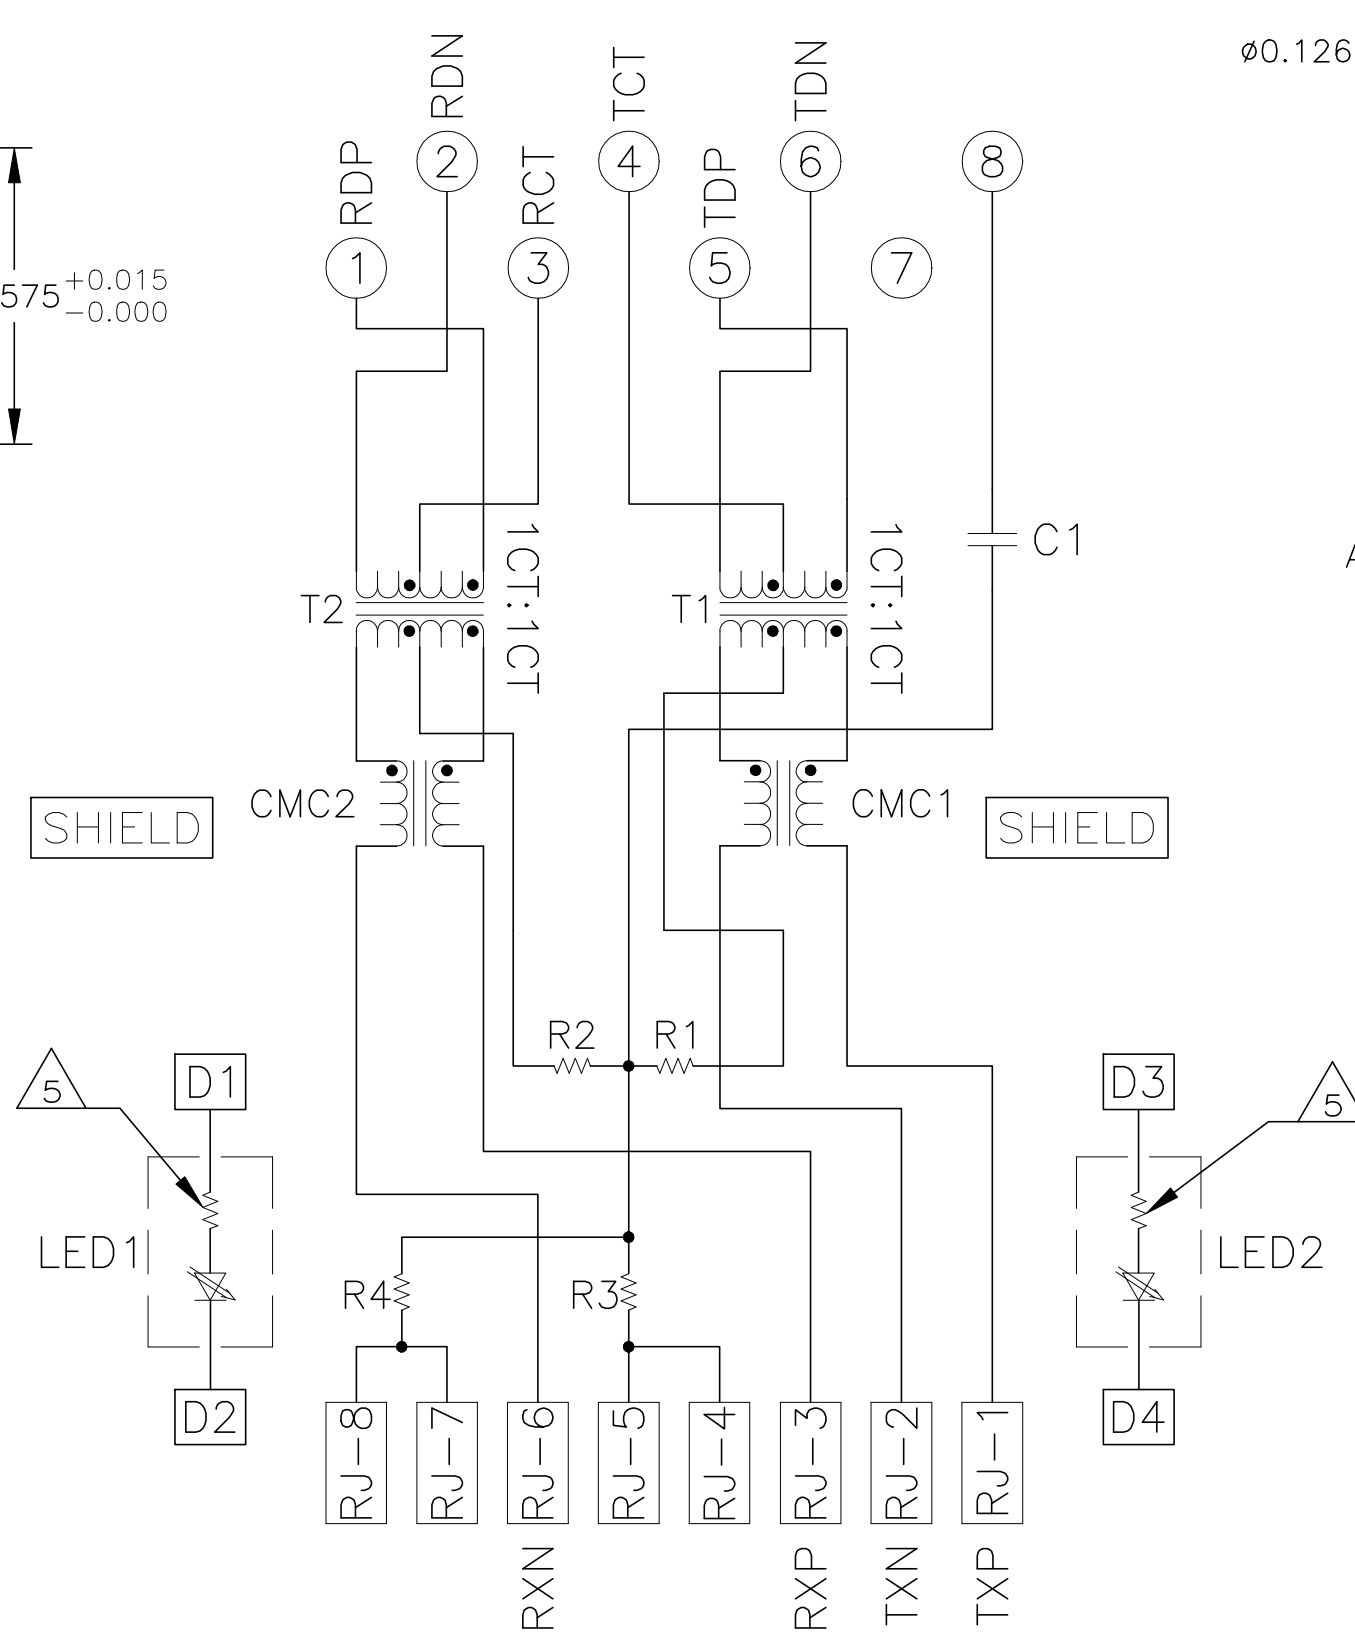 RDN
TCT
TDN
ø0.126
RDP
2
RCT
4
TDP
6
8
1
3
5
7
575 +0.015
−0.000
C1
1CT:1CT
1CT:1CT
T2
T1
SHIELD
CMC2
CMC1
SHIELD
R2
R1
5
D1
D3
5
LED1
LED2
R4
R3
D2
D4
RJ-8
RJ-7
RJ-6
RJ-5
RJ-4
RJ-3
RJ-2
RJ-1
RXN
RXP
TXN
TXP